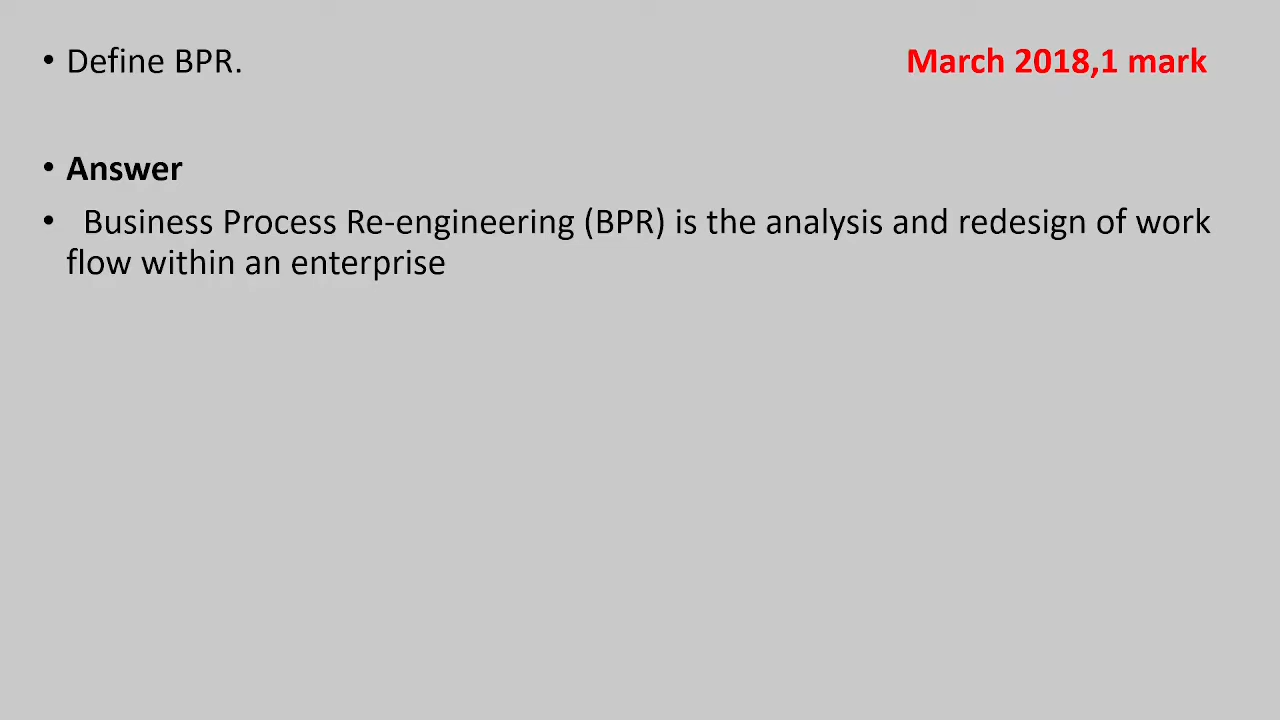 • Define BPR. March 2018,1 mark
• Answer
• Business Process Re-engineering (BPR) is the analysis and redesign of work
flow within an enterprise